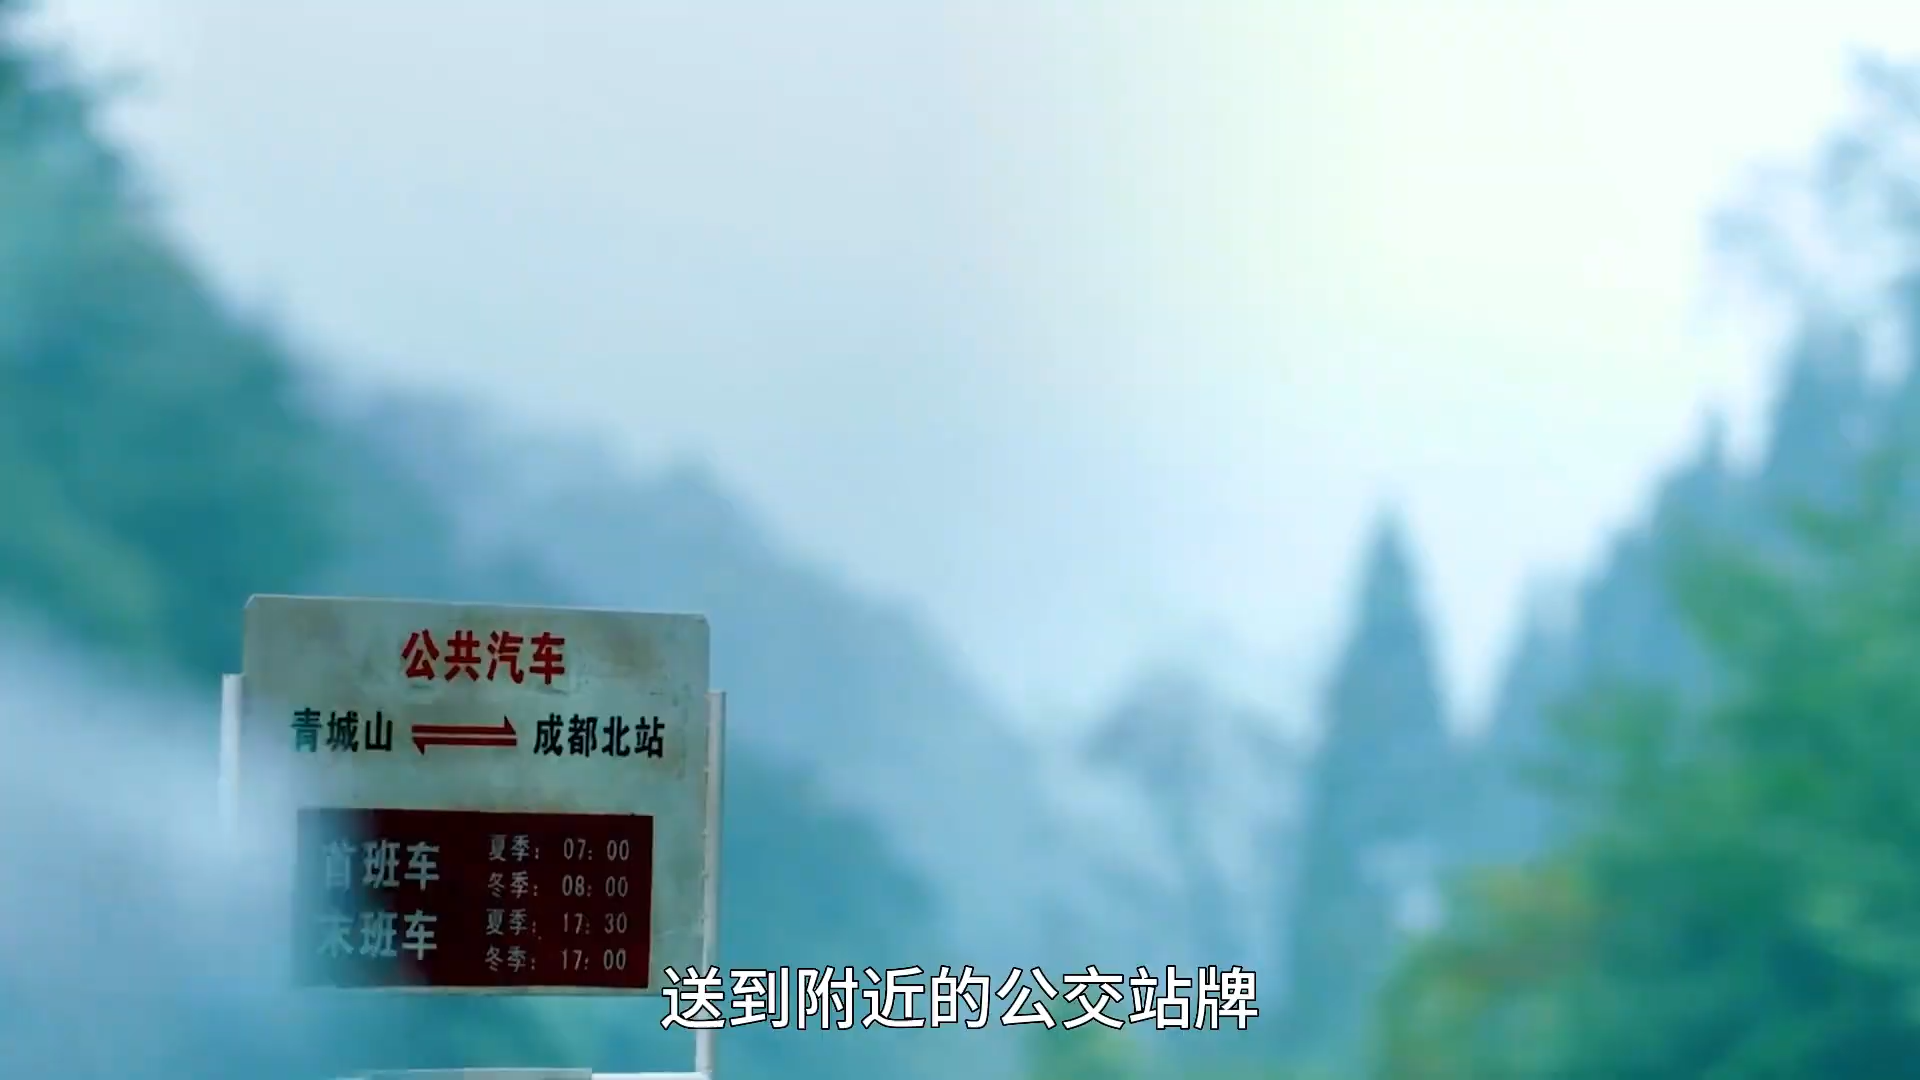 公共汽车
青城山 成都北站
首班车 夏季: 07: 00
冬季: 08: 00
末班车 夏季: 17: 30
冬季: 17: 00
送到附近的公交站牌